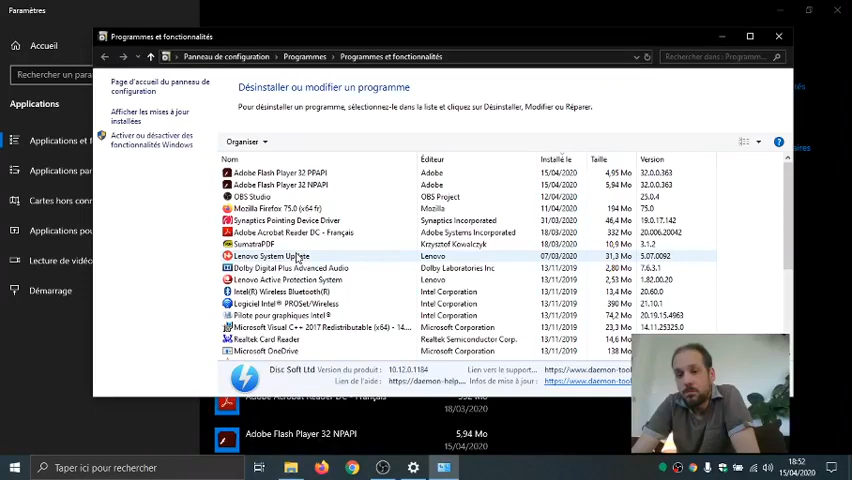 Paramètres
Accueil
Rechercher un para
Applications
Applications et f
Applications par
Cartes hors conn
Applications pou
Lecture de vidéo
Démarrage
Programmes et fonctionnalités
Panneau de configuration > Programmes > Programmes et fonctionnalités
Rechercher dans : Programm...
Page d'accueil du panneau de
configuration
Afficher les mises à jour
installées
Activer ou désactiver des
fonctionnalités Windows
Désinstaller ou modifier un programme
Pour désinstaller un programme, sélectionnez-le dans la liste et cliquez sur Désinstaller, Modifier ou Réparer.
Organiser
Nom Éditeur Installé le Taille Version
Adobe Flash Player 32 PPAPI Adobe 15/04/2020 4,95 Mo 32.0.0.363
Adobe Flash Player 32 NPAPI Adobe 15/04/2020 5,94 Mo 32.0.0.363
OBS Studio OBS Project 12/04/2020 25.0.4
Mozilla Firefox 75.0 (x64 fr) Mozilla 11/04/2020 194 Mo 75.0
Synaptics Pointing Device Driver Synaptics Incorporated 31/03/2020 46,4 Mo 19.0.17.142
Adobe Acrobat Reader DC - Français Adobe Systems Incorporated 18/03/2020 332 Mo 20.006.20042
SumatraPDF Krzysztof Kowalczyk 18/03/2020 10,9 Mo 3.1.2
Lenovo System Update Lenovo 07/03/2020 31,3 Mo 5.07.0092
Dolby Digital Plus Advanced Audio Dolby Laboratories Inc 13/11/2019 2,80 Mo 7.6.3.1
Lenovo Active Protection System Lenovo 13/11/2019 2,53 Mo 1.82.00.20
Intel(R) Wireless Bluetooth(R) Intel Corporation 13/11/2019 13,4 Mo 20.60.0
Logiciel Intel® PROSet/Wireless Intel Corporation 13/11/2019 390 Mo 21.10.1
Pilote pour graphiques Intel® Intel Corporation 13/11/2019 74,2 Mo 20.19.15.4963
Microsoft Visual C++ 2017 Redistributable (x64) - 14.... Microsoft Corporation 13/11/2019 23,4 Mo 14.11.25325.0
Realtek Card Reader Realtek Semiconductor Corp. 13/11/2019 14,6 M
Microsoft OneDrive Microsoft Corporation 13/11/2019 138 M
Disc Soft Ltd Version du produit : 10.12.0.1184 Lien vers le support... https://www.daemon-tool
Lien de l'aide : https://daemon-help... Infos de mise à jour : https://www.daemon-tool
Adobe Acrobat Reader DC - Français 332 Mo
18/03/2020
Adobe Flash Player 32 NPAPI 5,94 Mo
15/04/2020
Taper ici pour rechercher
18:52
15/04/2020